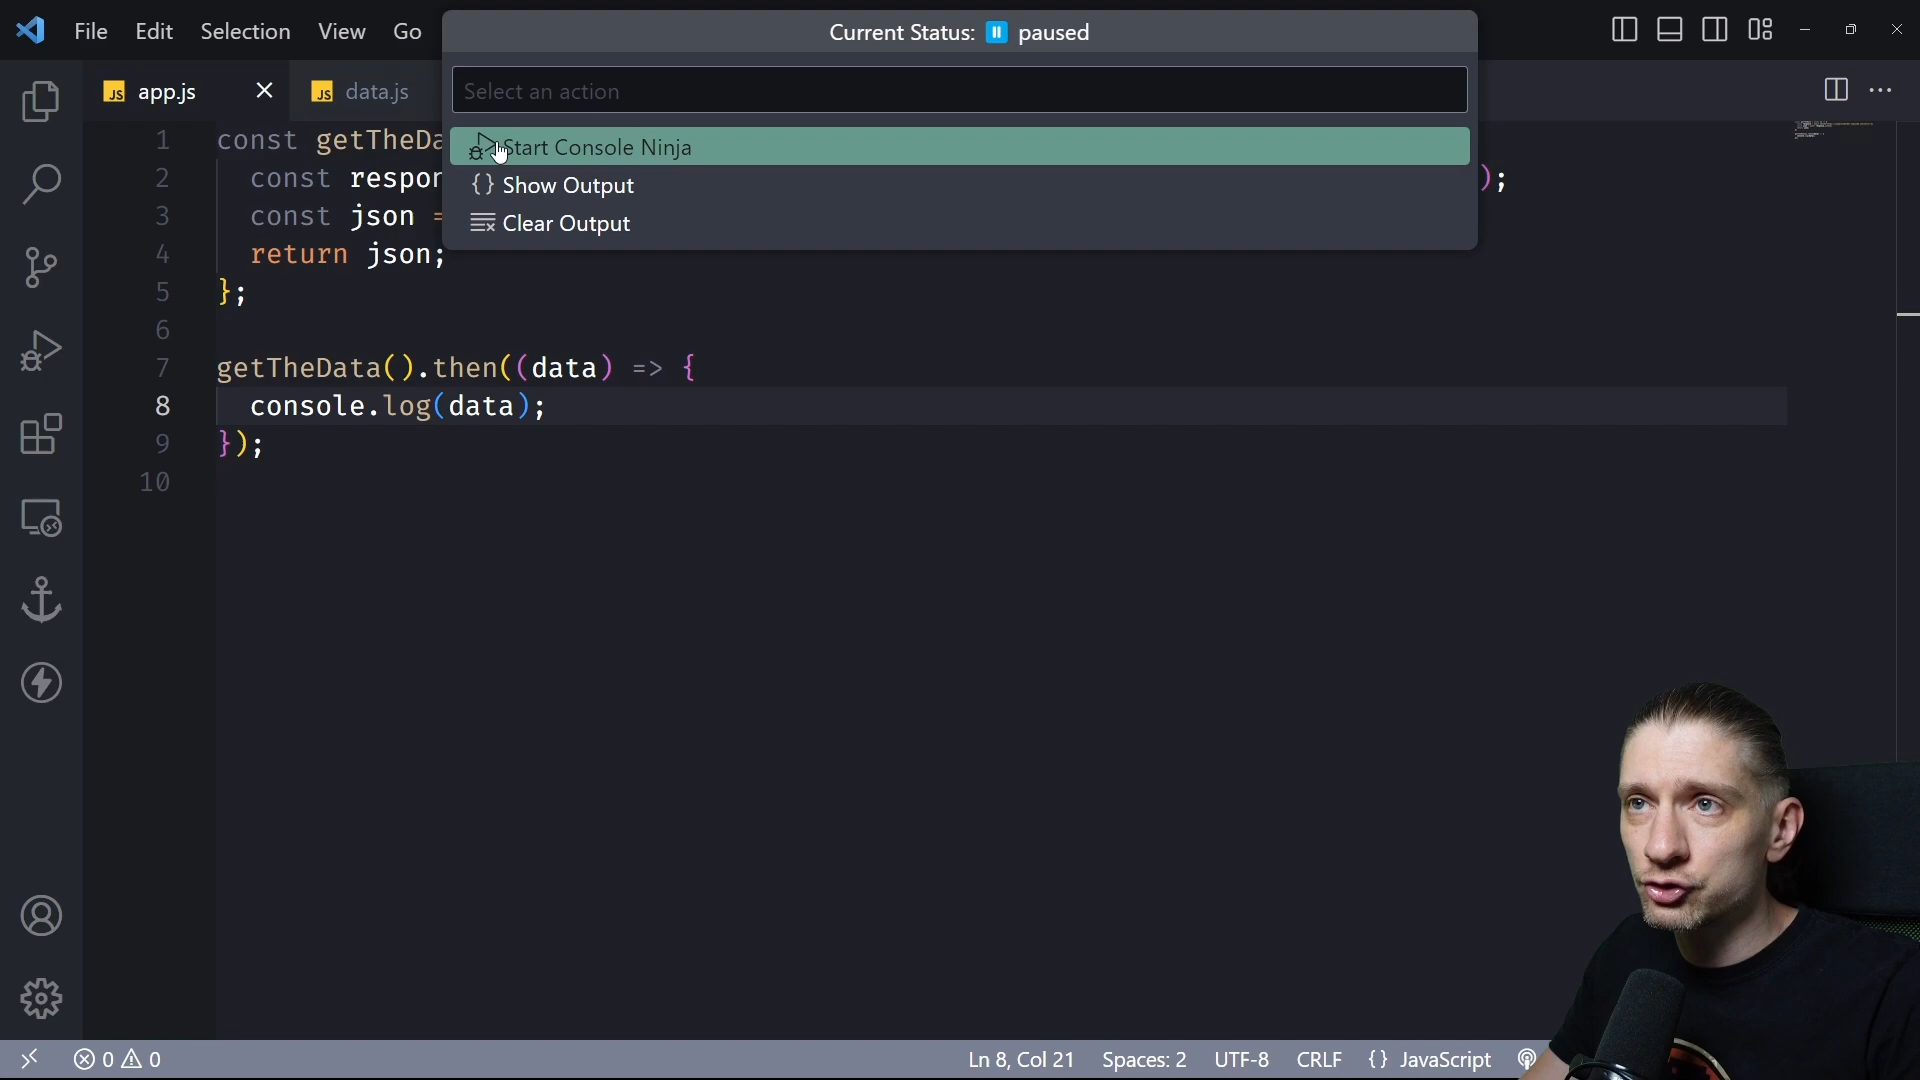 File Edit Selection View Go
Current Status: paused
Select an action
Start Console Ninja
Show Output
Clear Output
JS app.js
JS data.js
1 const getTheDa
2 const respon );
3 const json =
4 return json;
5 };
6
7 getTheData().then((data) => {
8 console.log(data);
9 });
10
0 0 Ln 8, Col 21 Spaces: 2 UTF-8 CRLF {} JavaScript